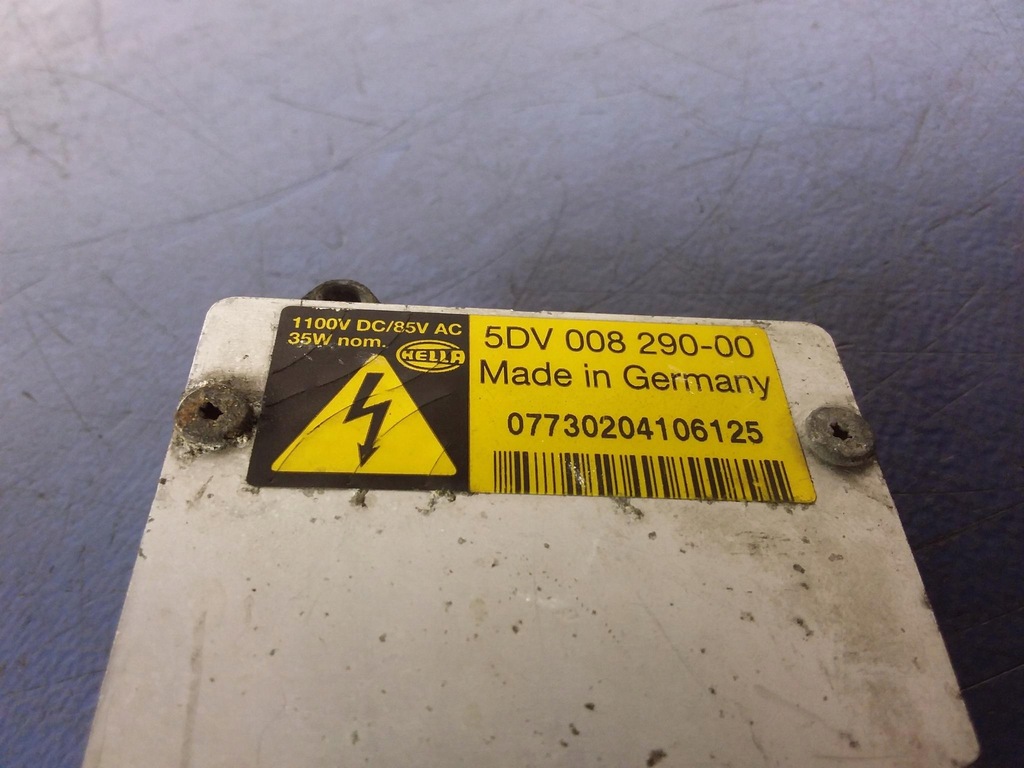 1100V DC/85V AC
35W nom.
HELLA
5DV 008 290-00
Made in Germany
07730204106125